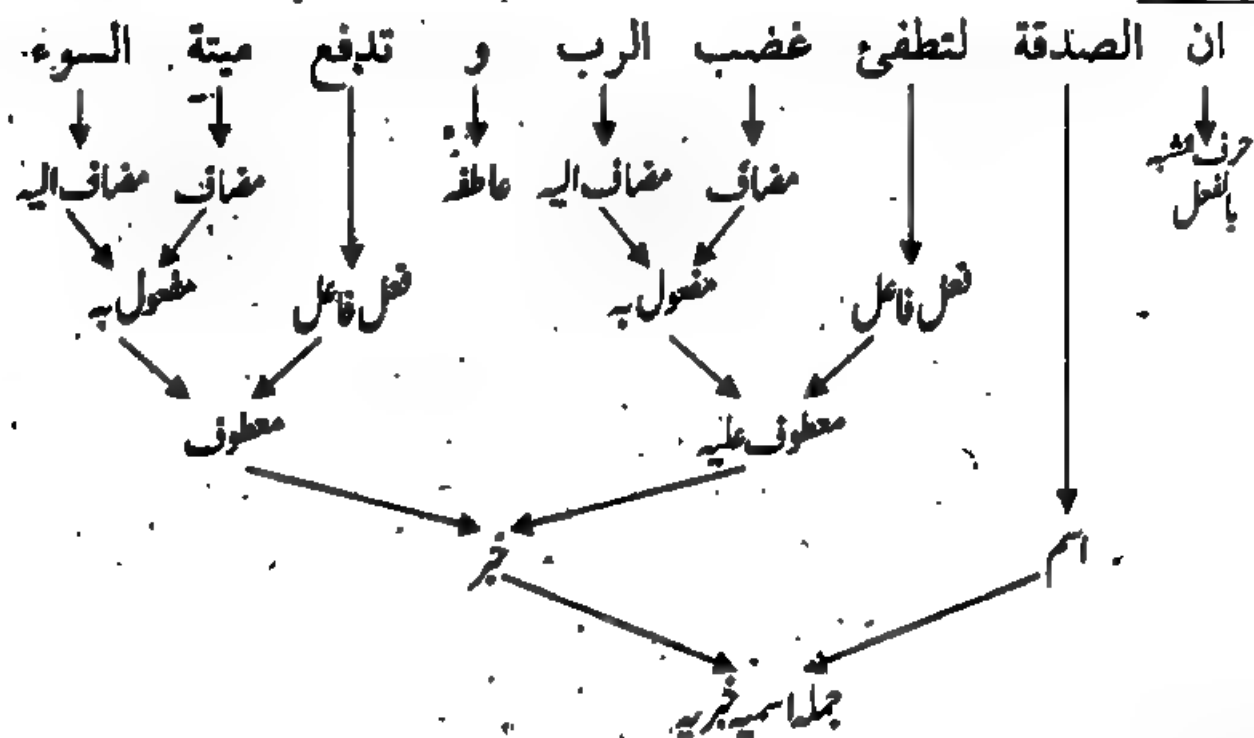 ان الصدقة لتطفئ غضب الرب و تدفع ميتة السوء
حرف مشبہ بالفعل
مضاف مضاف الیہ عاطفہ مضاف مضاف الیہ
فعل فاعل مفعول بہ فعل فاعل مفعول بہ
معطوف علیہ معطوف
اسم خبر
جملہ اسمیہ خبریہ